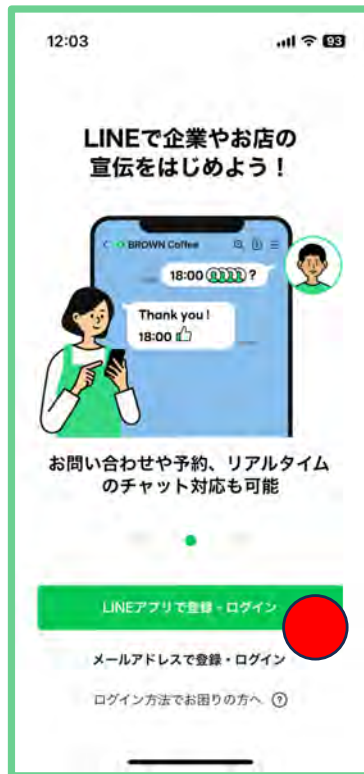 12:03
93
LINEで企業やお店の
宣伝をはじめよう！
BROWN Coffee
18:00 ?
Thank you!
18:00
お問い合わせや予約、リアルタイム
のチャット対応も可能
LINEアプリで登録・ログイン
メールアドレスで登録・ログイン
ログイン方法でお困りの方へ ?